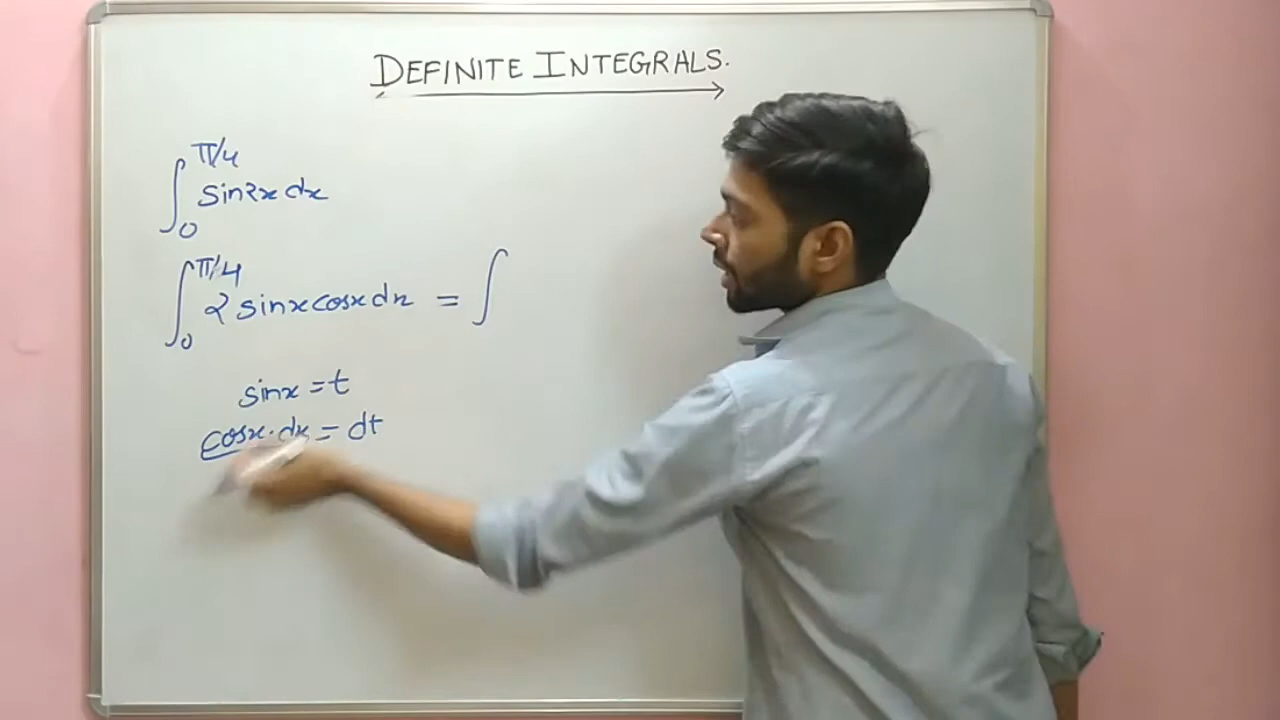 DEFINITE INTEGRALS.
∫₀^π/4 sin2x dx
∫₀^π/4 2 sinx cosx dx = ∫
sinx = t
cosx · dx = dt